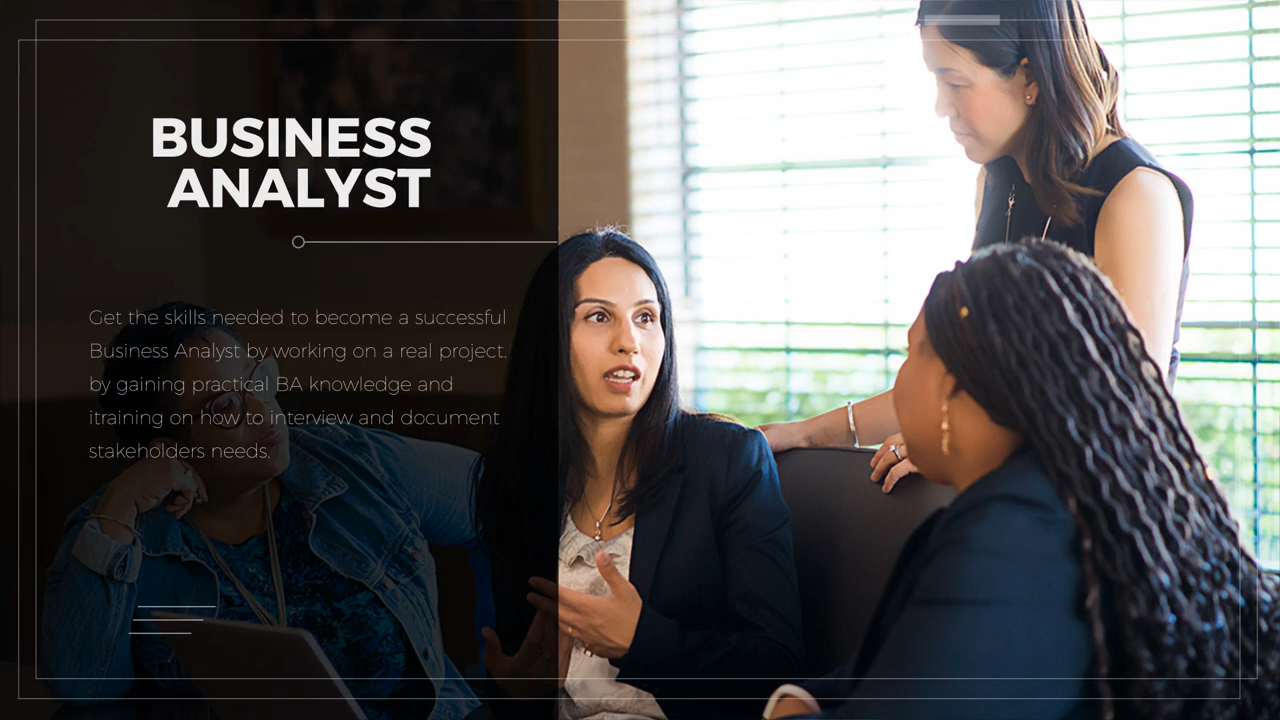 BUSINESS
ANALYST
Get the skills needed to become a successful
Business Analyst by working on a real project.
by gaining practical BA knowledge and
itraining on how to interview and document
stakeholders needs.